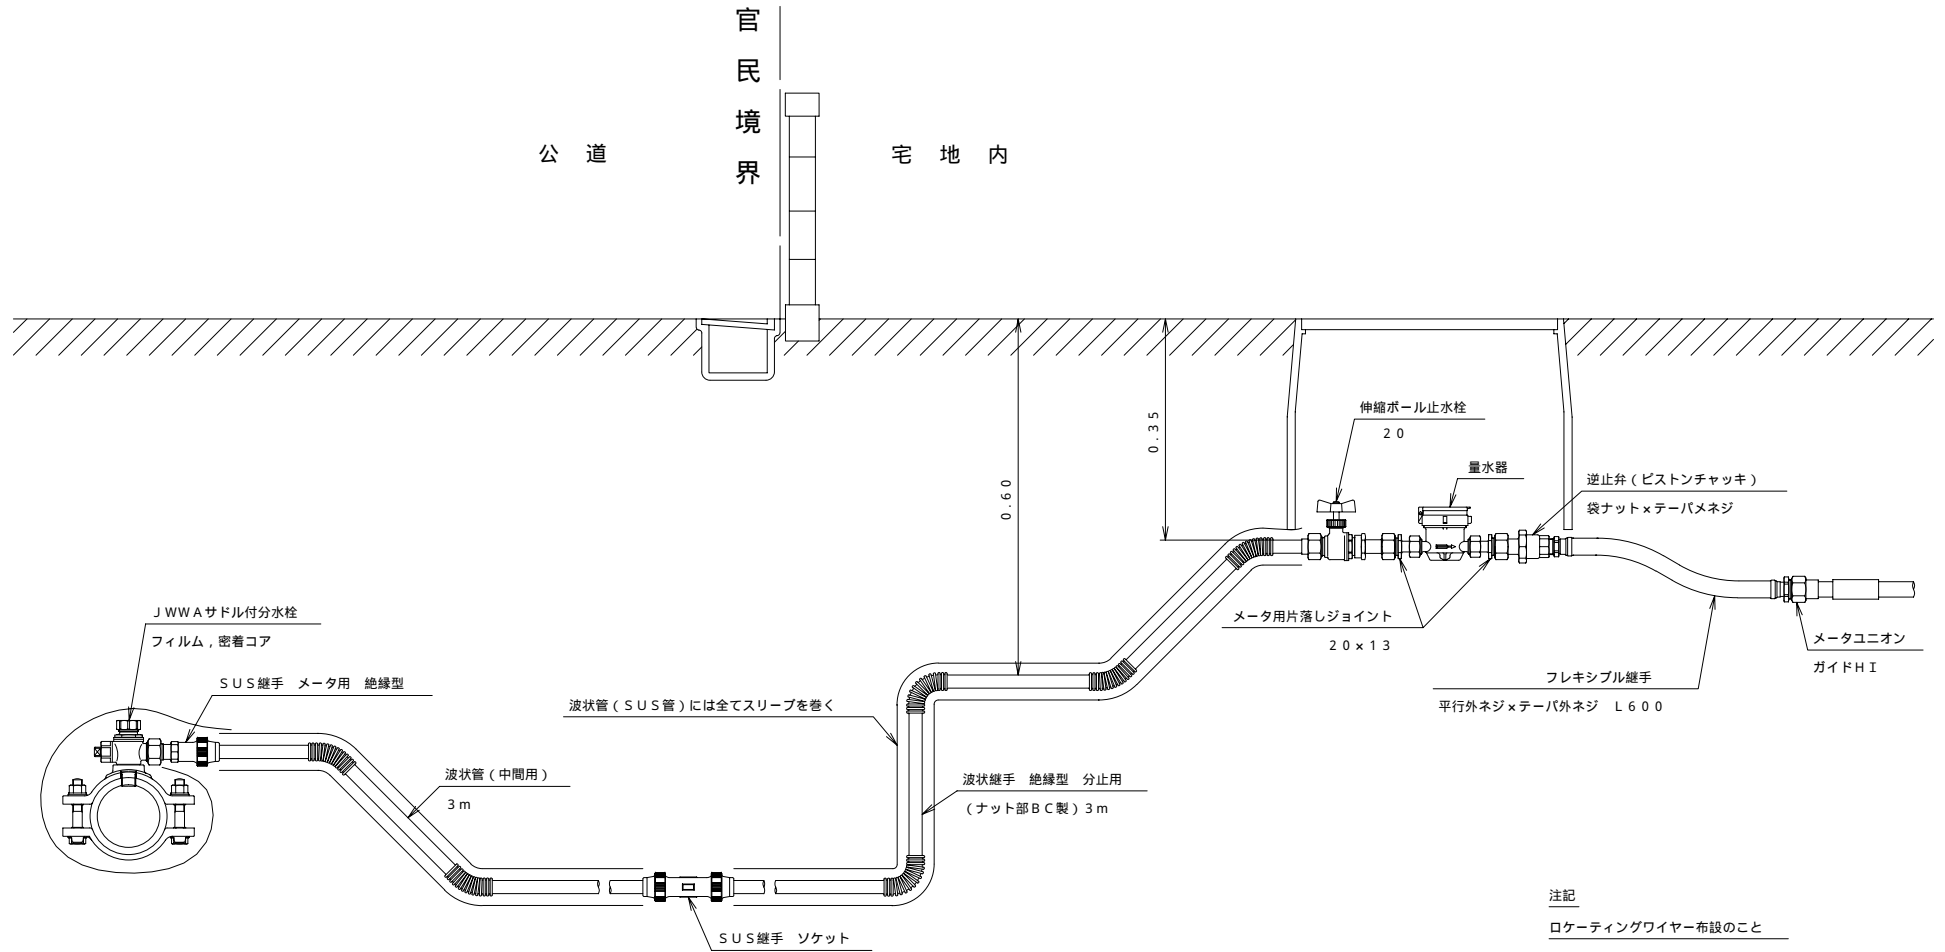 官民境界
公道
宅地内
0.60
0.35
伸縮ボール止水栓
20
量水器
逆止弁(ピストンチャッキ)
袋ナット×テーパメネジ
JWWAサドル付分水栓
フィルム,密着コア
SUS継手 メータ用 絶縁型
波状管(SUS管)には全てスリーブを巻く
メータ用片落しジョイント
20×13
メータユニオン
ガイドHI
フレキシブル継手
平行外ネジ×テーパ外ネジ L600
波状管(中間用)
3m
波状継手 絶縁型 分止用
(ナット部BC製)3m
SUS継手 ソケット
注記
ロケーティングワイヤー布設のこと